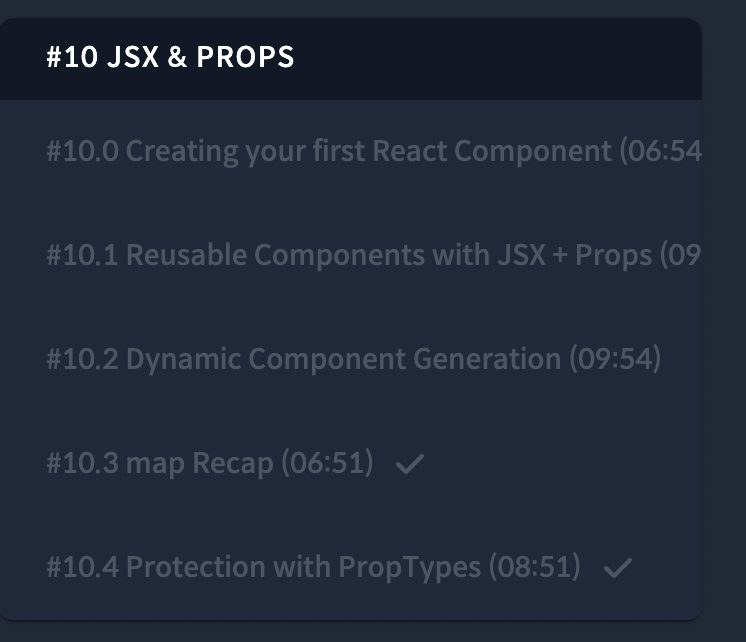 #10 JSX & PROPS
#10.0 Creating your first React Component (06:54
#10.1 Reusable Components with JSX + Props (09
#10.2 Dynamic Component Generation (09:54)
#10.3 map Recap (06:51)
#10.4 Protection with PropTypes (08:51)